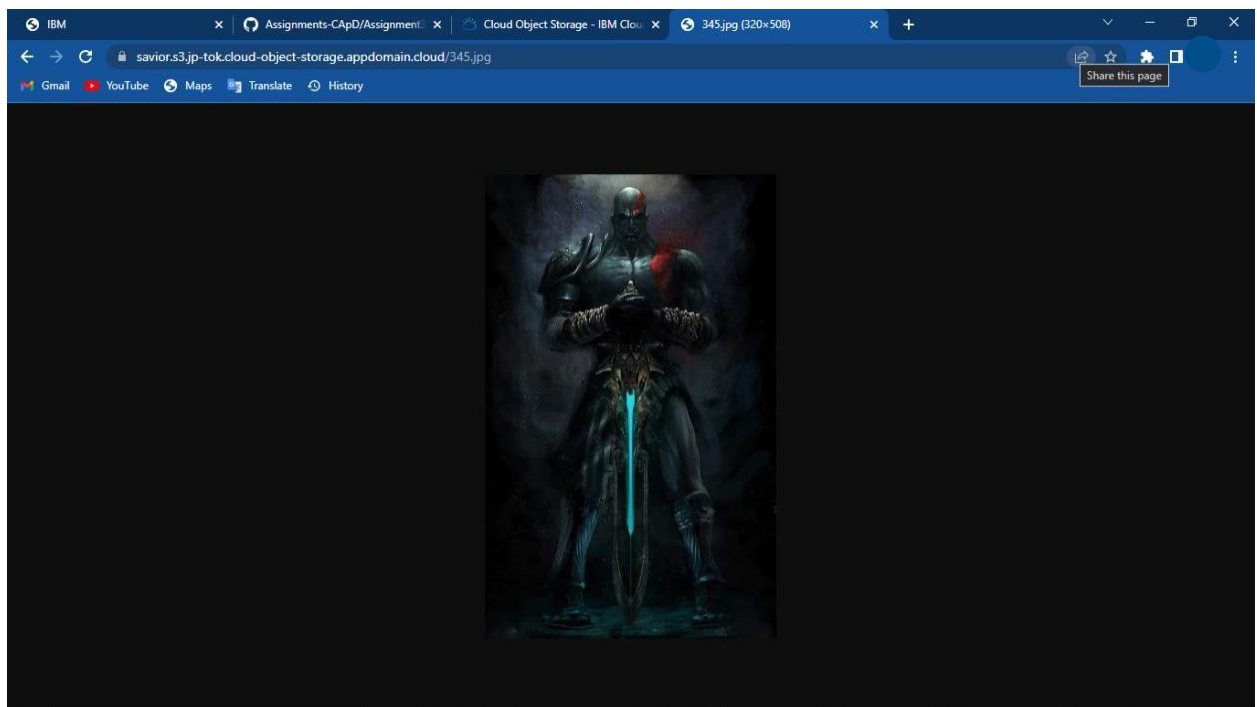 IBM
Assignments-CApD/Assignment3
Cloud Object Storage - IBM Clou
345.jpg (320×508)
savior.s3.jp-tok.cloud-object-storage.appdomain.cloud/345.jpg
Share this page
Gmail
YouTube
Maps
Translate
History